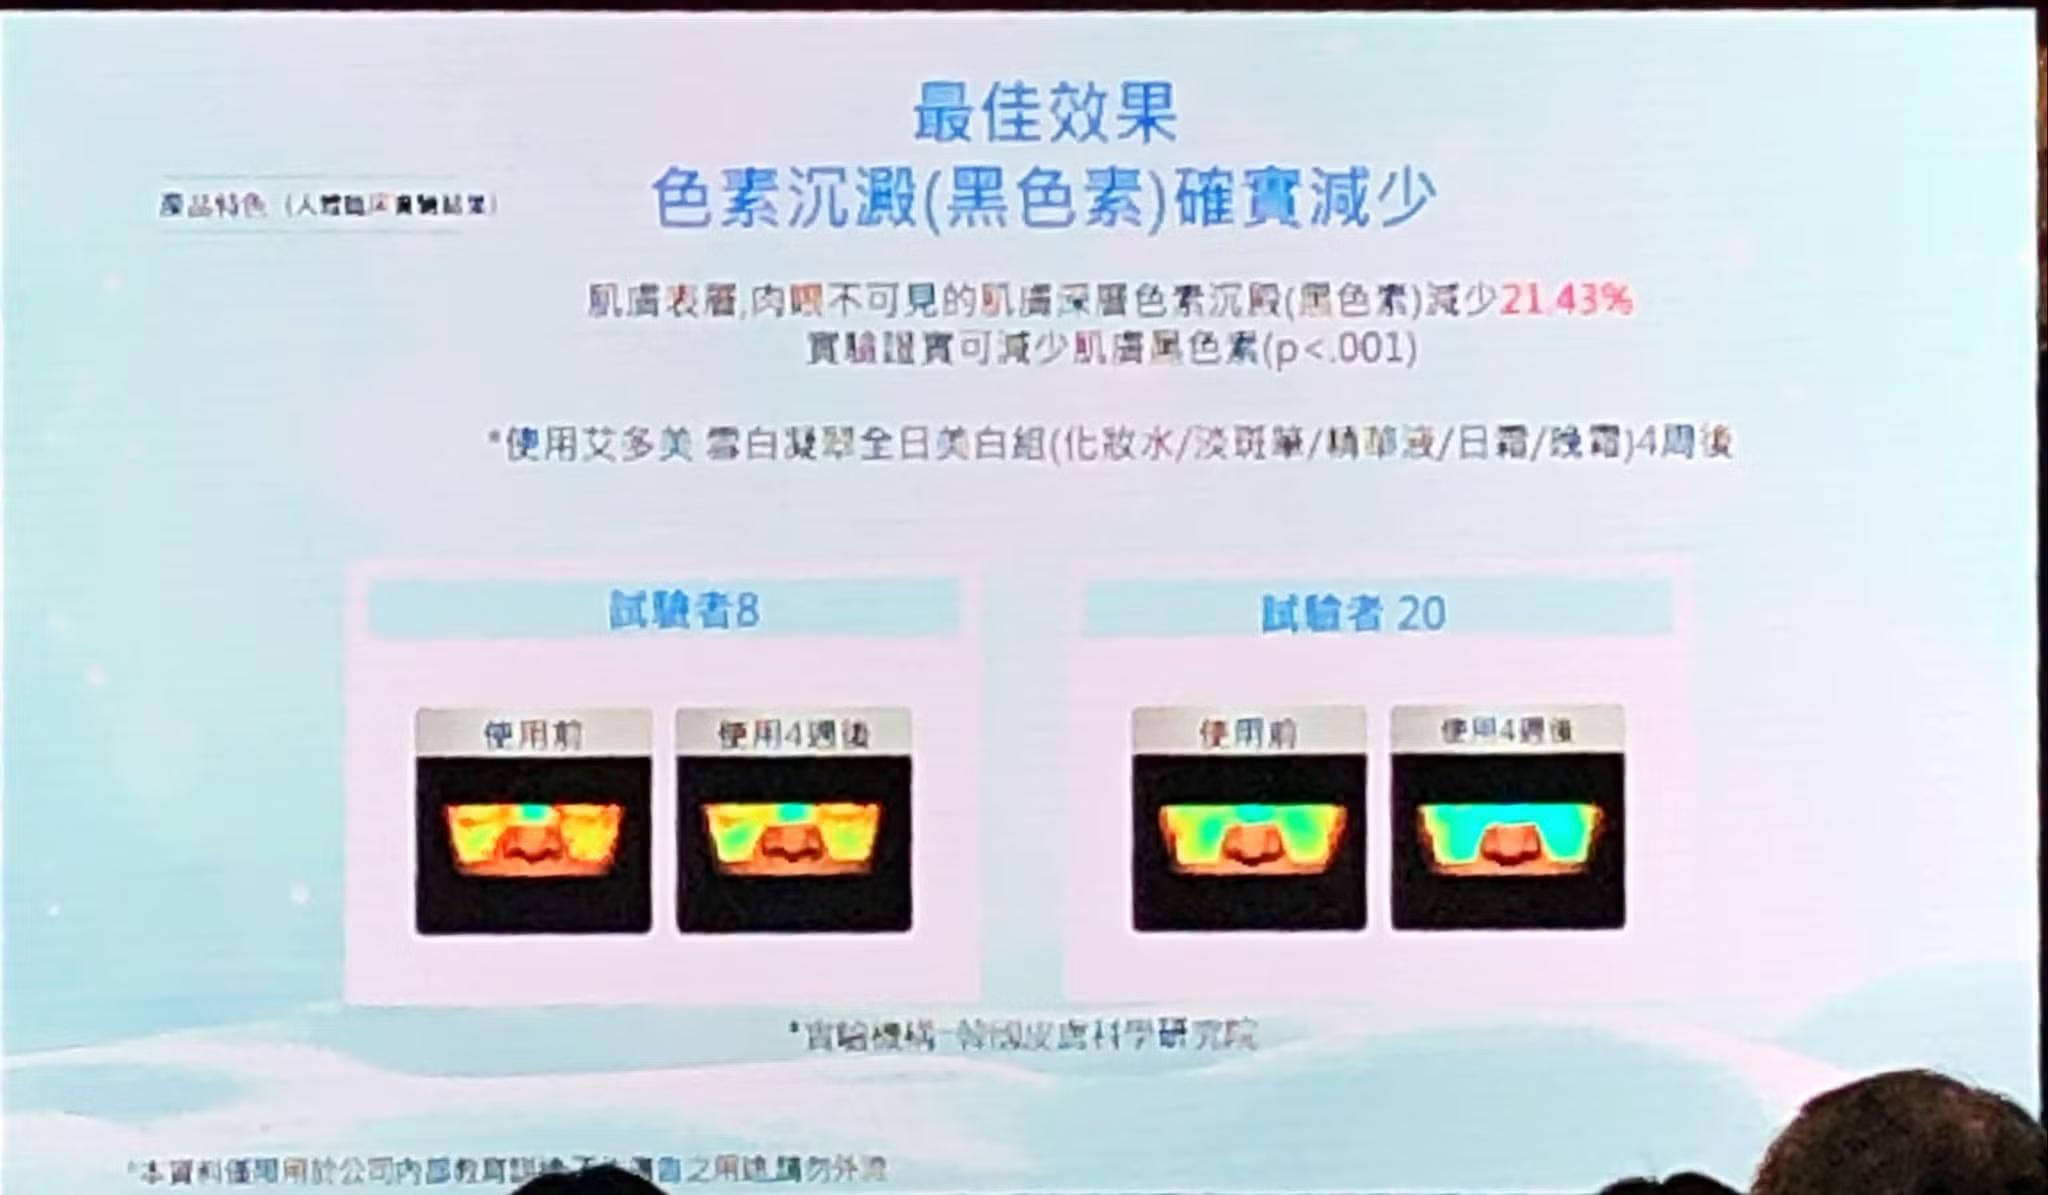 最佳效果
色素沉澱(黑色素)確實減少
產品特色（人體臨床實驗結果）
肌膚表層,肉眼不可見的肌膚深層色素沉殿(黑色素)減少21.43%
實驗證實可減少肌膚黑色素(p<.001)
*使用艾多美 雪白凝翠全日美白組(化妝水/淡斑筆/精華液/日霜/晚霜)4周後
試驗者8
試驗者 20
使用前
使用4週後
使用前
使用4週後
*實驗機構-韓國皮膚科學研究院
*本資料僅限用於公司內部教育訓練 之用途,請勿外流